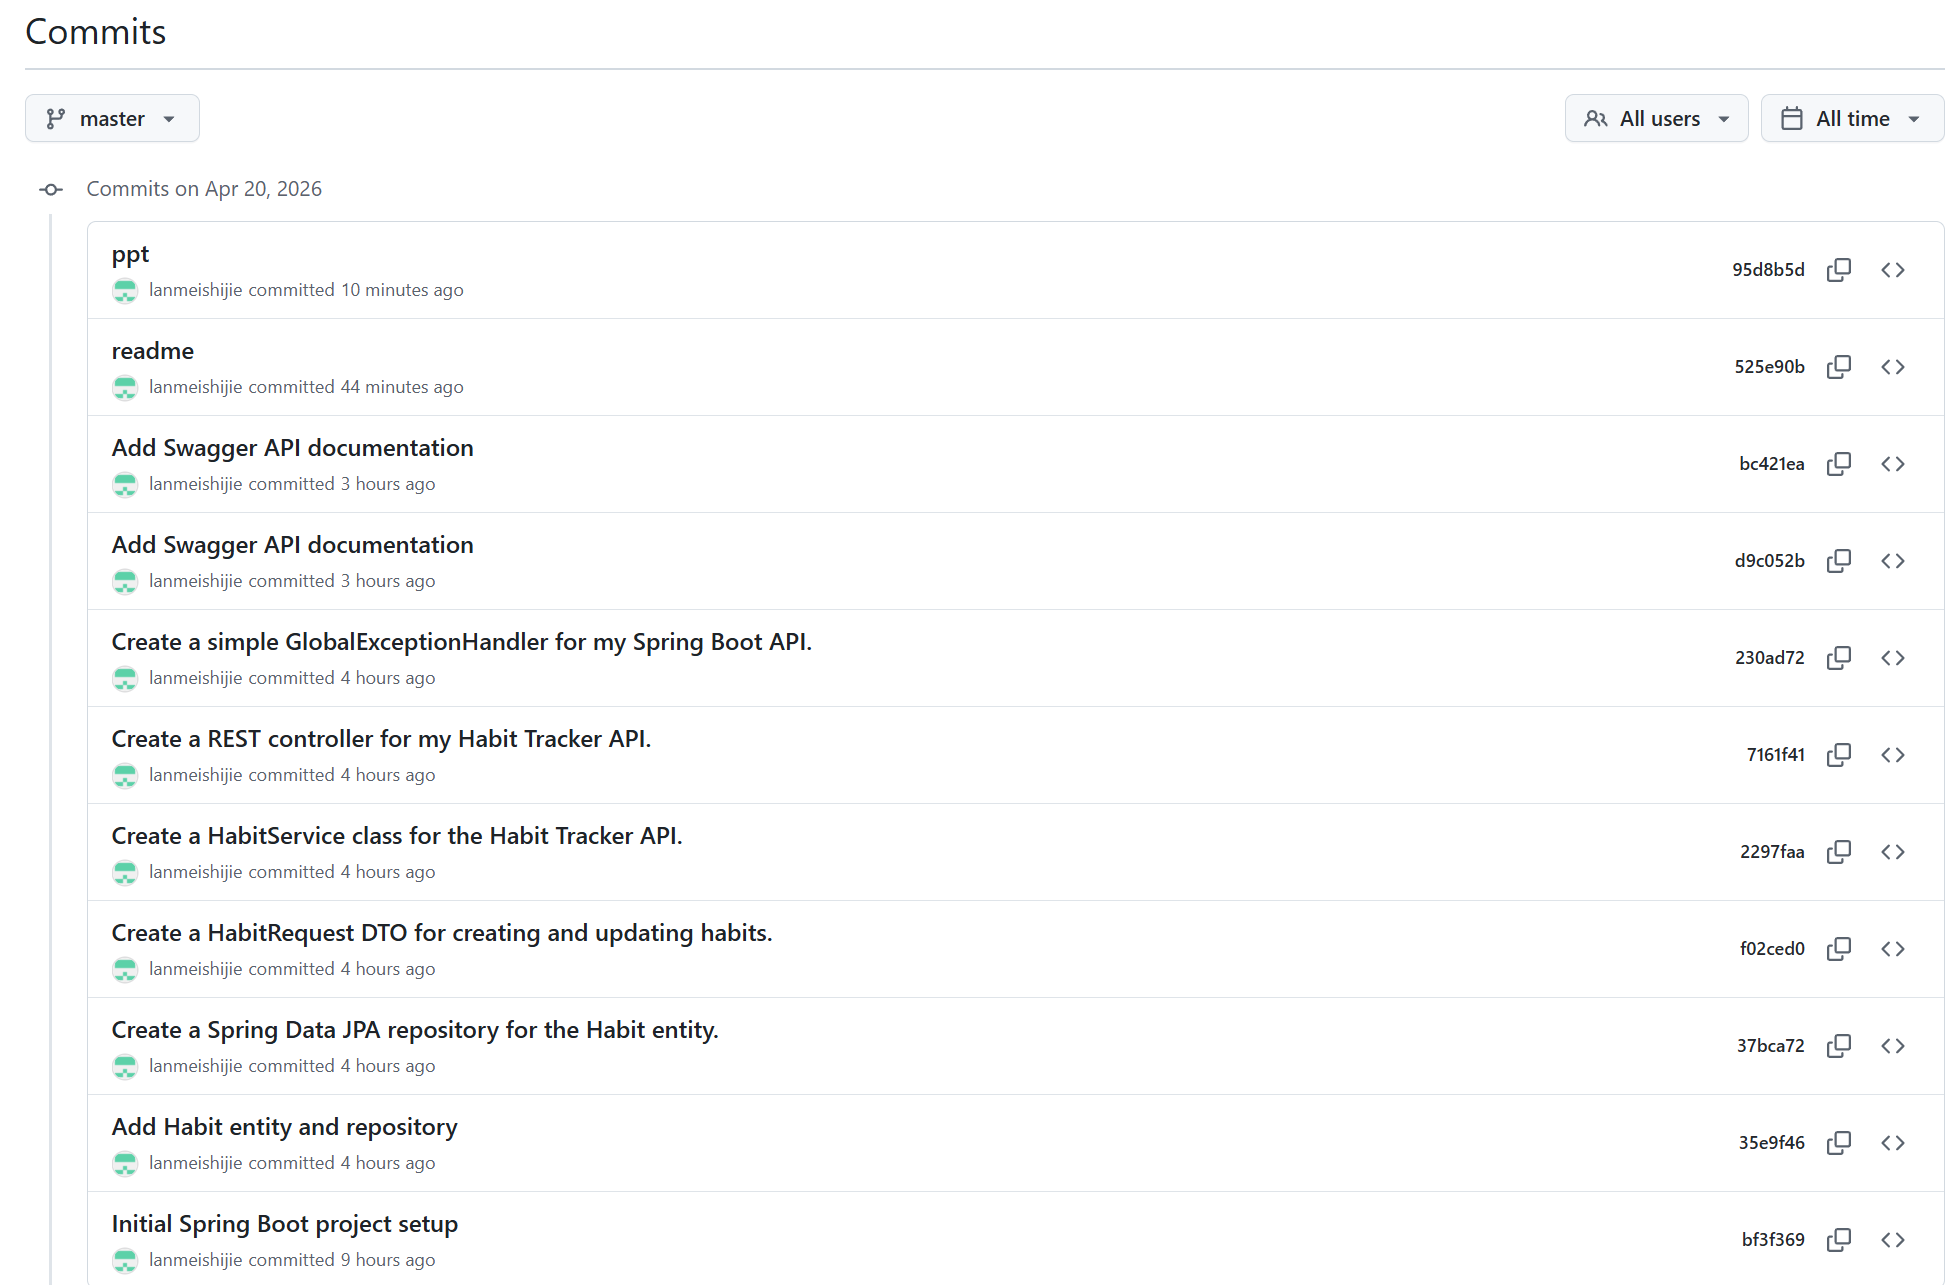 Commits
master
All users
All time
Commits on Apr 20, 2026
ppt
95d8b5d
lanmeishijie committed 10 minutes ago
readme
525e90b
lanmeishijie committed 44 minutes ago
Add Swagger API documentation
bc421ea
lanmeishijie committed 3 hours ago
Add Swagger API documentation
d9c052b
lanmeishijie committed 3 hours ago
Create a simple GlobalExceptionHandler for my Spring Boot API.
230ad72
lanmeishijie committed 4 hours ago
Create a REST controller for my Habit Tracker API.
7161f41
lanmeishijie committed 4 hours ago
Create a HabitService class for the Habit Tracker API.
2297faa
lanmeishijie committed 4 hours ago
Create a HabitRequest DTO for creating and updating habits.
f02ced0
lanmeishijie committed 4 hours ago
Create a Spring Data JPA repository for the Habit entity.
37bca72
lanmeishijie committed 4 hours ago
Add Habit entity and repository
35e9f46
lanmeishijie committed 4 hours ago
Initial Spring Boot project setup
bf3f369
lanmeishijie committed 9 hours ago